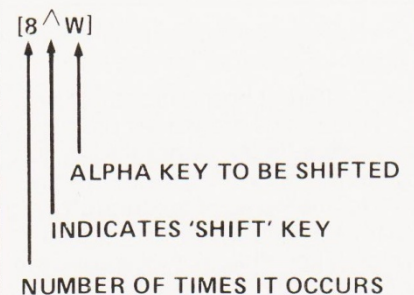 [8^W]
ALPHA KEY TO BE SHIFTED
INDICATES 'SHIFT' KEY
NUMBER OF TIMES IT OCCURS